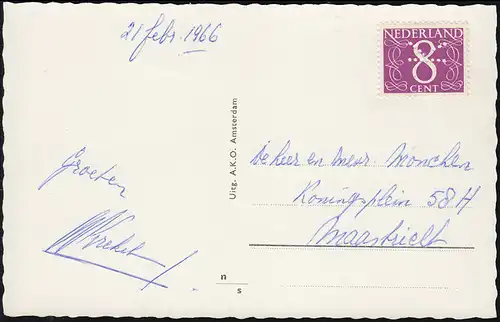 21 febr. 1966
NEDERLAND
8
CENT
Uitg. A.K.O. Amsterdam
de heer en mevr. Monchen
Koningsplein 58 H
Maastricht
Groeten
n
s